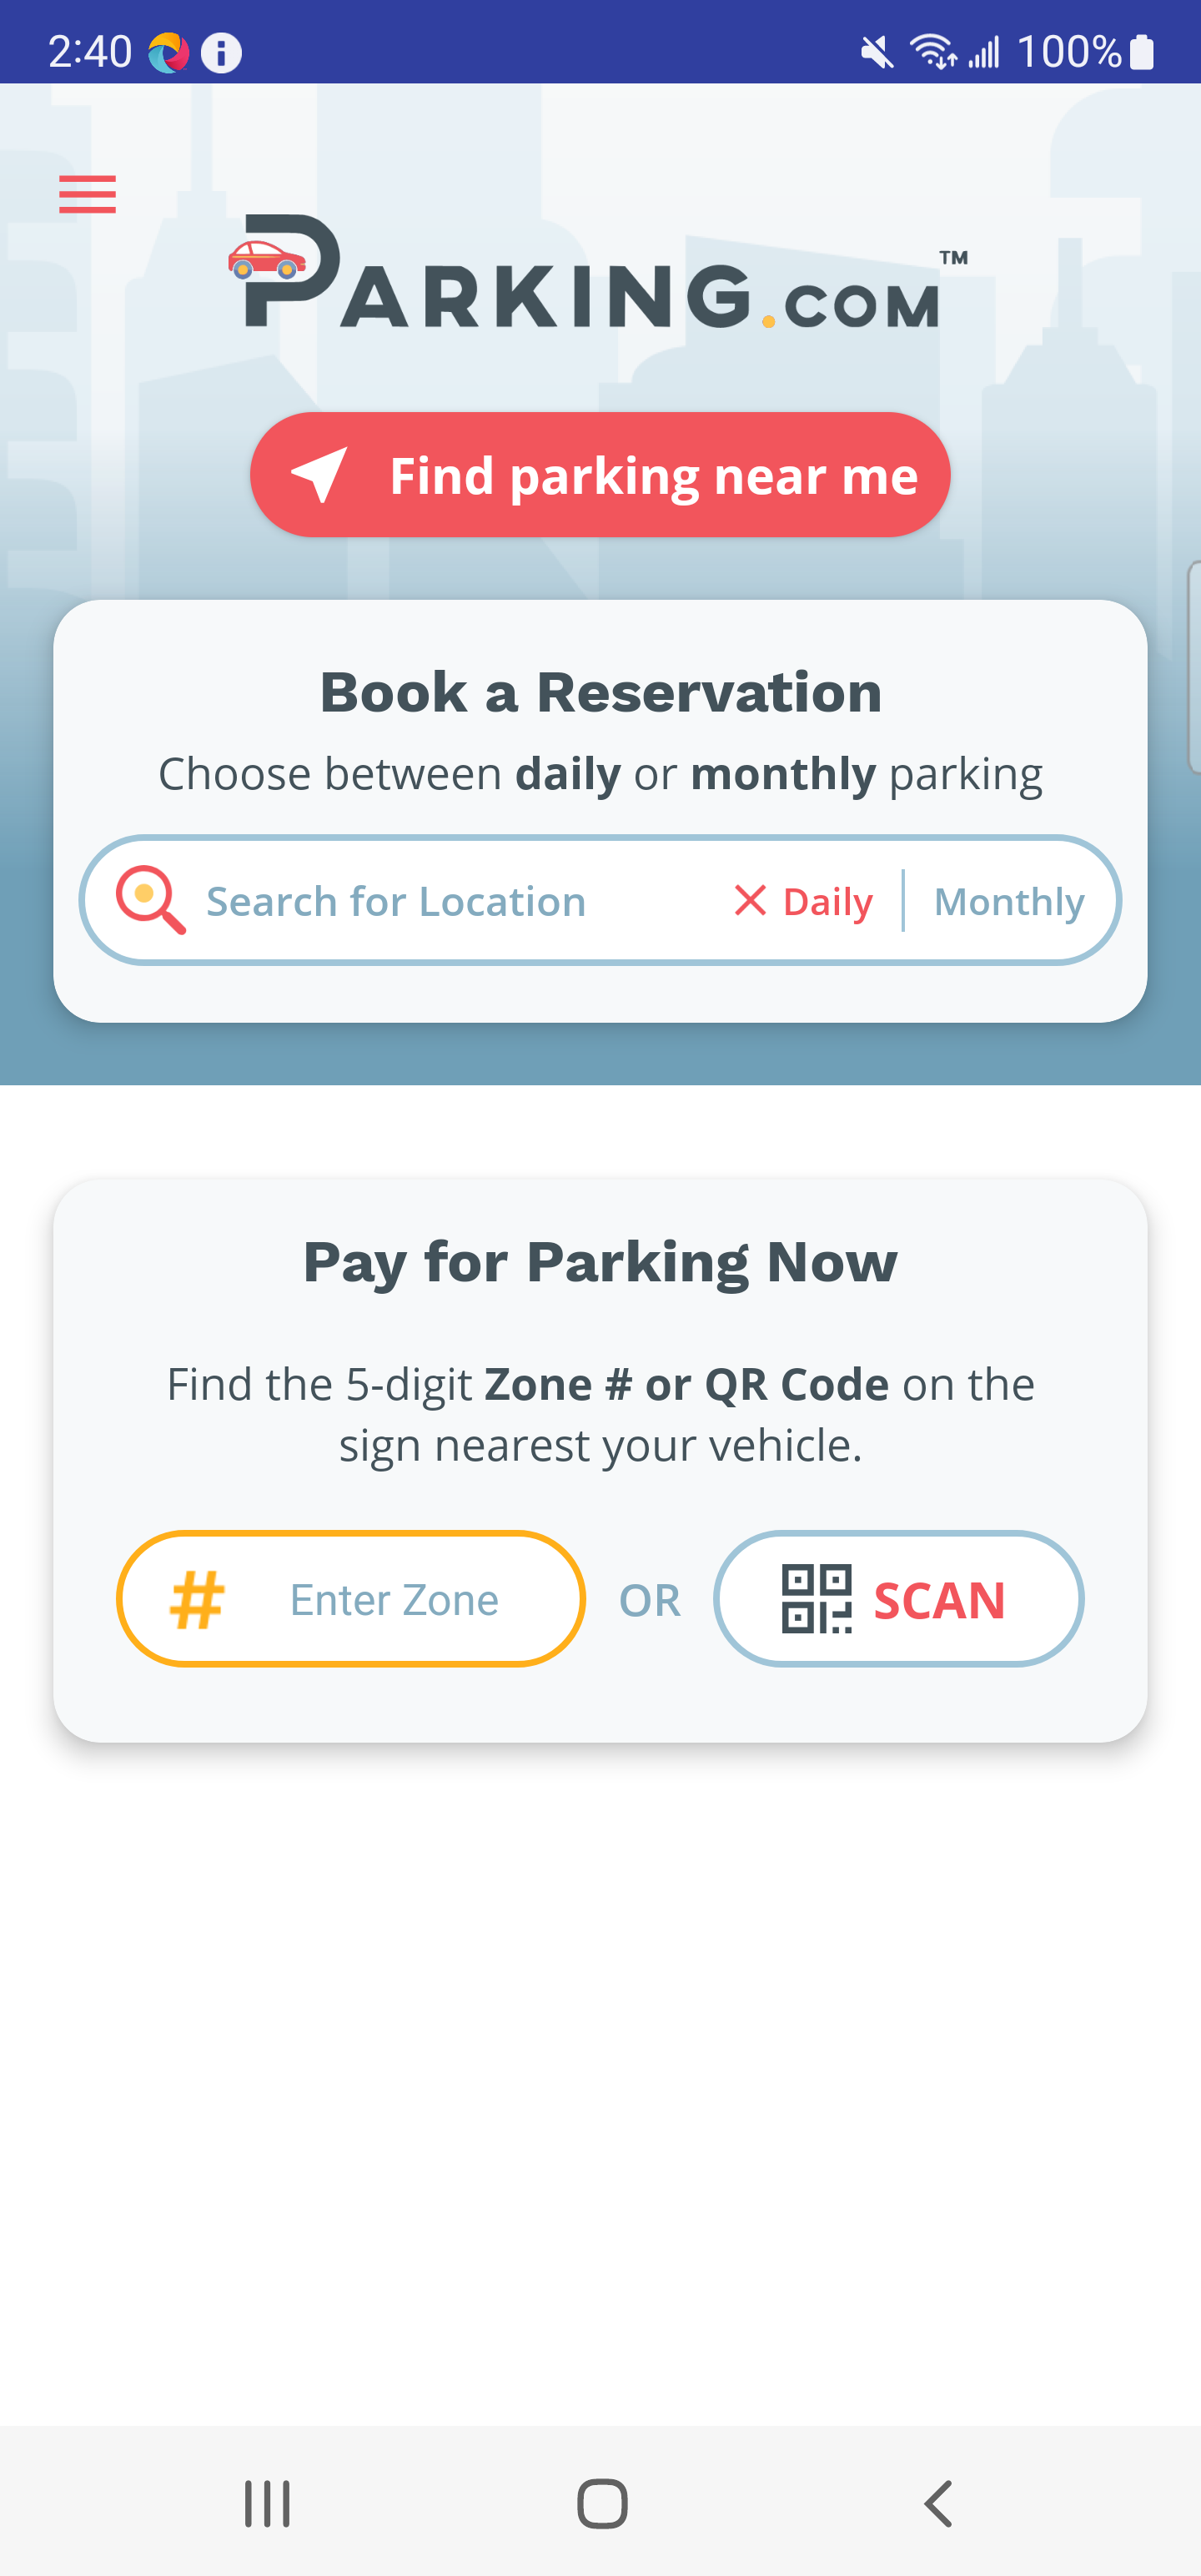 2:40
100%
PARKING.COM™
Find parking near me
Book a Reservation
Choose between daily or monthly parking
Search for Location
Daily
Monthly
Pay for Parking Now
Find the 5-digit Zone # or QR Code on the
sign nearest your vehicle.
# Enter Zone
OR
SCAN